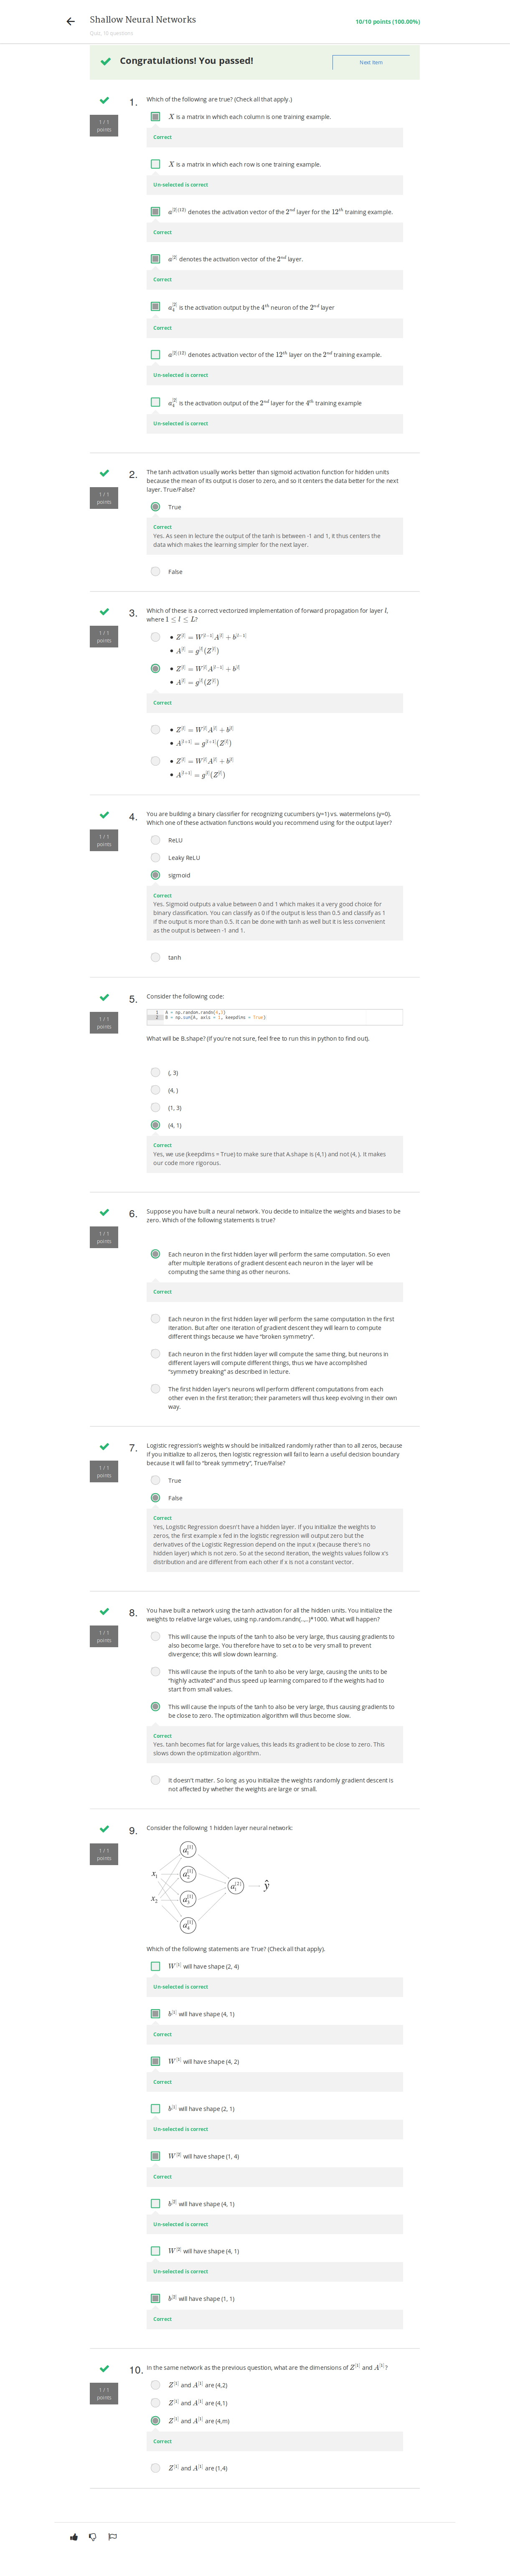 Shallow Neural Networks
10/10 points (100.00%)
Quiz, 10 questions
Congratulations! You passed!
Next Item
1 / 1
points
1.
Which of the following are true? (Check all that apply.)
X is a matrix in which each column is one training example.
Correct
X is a matrix in which each row is one training example.
Un-selected is correct
a^{[2](12)} denotes the activation vector of the 2^{nd} layer for the 12^{th} training example.
Correct
a^{[2]} denotes the activation vector of the 2^{nd} layer.
Correct
a_4^{[2]} is the activation output by the 4^{th} neuron of the 2^{nd} layer
Correct
a^{[2](12)} denotes activation vector of the 12^{th} layer on the 2^{nd} training example.
Un-selected is correct
a_4^{[2]} is the activation output of the 2^{nd} layer for the 4^{th} training example
Un-selected is correct
1 / 1
points
2.
The tanh activation usually works better than sigmoid activation function for hidden units
because the mean of its output is closer to zero, and so it centers the data better for the next
layer. True/False?
True
Correct
Yes. As seen in lecture the output of the tanh is between -1 and 1, it thus centers the
data which makes the learning simpler for the next layer.
False
1 / 1
points
3.
Which of these is a correct vectorized implementation of forward propagation for layer l,
where 1 ≤ l ≤ L?
• Z^{[l]} = W^{[l-1]}A^{[l]} + b^{[l-1]}
• A^{[l]} = g^{[l]}(Z^{[l]})
• Z^{[l]} = W^{[l]}A^{[l-1]} + b^{[l]}
• A^{[l]} = g^{[l]}(Z^{[l]})
Correct
• Z^{[l]} = W^{[l]}A^{[l]} + b^{[l]}
• A^{[l+1]} = g^{[l+1]}(Z^{[l]})
• Z^{[l]} = W^{[l]}A^{[l]} + b^{[l]}
• A^{[l+1]} = g^{[l]}(Z^{[l]})
1 / 1
points
4.
You are building a binary classifier for recognizing cucumbers (y=1) vs. watermelons (y=0).
Which one of these activation functions would you recommend using for the output layer?
ReLU
Leaky ReLU
sigmoid
Correct
Yes. Sigmoid outputs a value between 0 and 1 which makes it a very good choice for
binary classification. You can classify as 0 if the output is less than 0.5 and classify as 1
if the output is more than 0.5. It can be done with tanh as well but it is less convenient
as the output is between -1 and 1.
tanh
1 / 1
points
5.
Consider the following code:
1 A = np.random.randn(4,3)
2 B = np.sum(A, axis = 1, keepdims = True)
What will be B.shape? (If you're not sure, feel free to run this in python to find out).
(, 3)
(4, )
(1, 3)
(4, 1)
Correct
Yes, we use (keepdims = True) to make sure that A.shape is (4,1) and not (4, ). It makes
our code more rigorous.
1 / 1
points
6.
Suppose you have built a neural network. You decide to initialize the weights and biases to be
zero. Which of the following statements is true?
Each neuron in the first hidden layer will perform the same computation. So even
after multiple iterations of gradient descent each neuron in the layer will be
computing the same thing as other neurons.
Correct
Each neuron in the first hidden layer will perform the same computation in the first
iteration. But after one iteration of gradient descent they will learn to compute
different things because we have “broken symmetry”.
Each neuron in the first hidden layer will compute the same thing, but neurons in
different layers will compute different things, thus we have accomplished
“symmetry breaking” as described in lecture.
The first hidden layer's neurons will perform different computations from each
other even in the first iteration; their parameters will thus keep evolving in their own
way.
1 / 1
points
7.
Logistic regression's weights w should be initialized randomly rather than to all zeros, because
if you initialize to all zeros, then logistic regression will fail to learn a useful decision boundary
because it will fail to “break symmetry”, True/False?
True
False
Correct
Yes, Logistic Regression doesn't have a hidden layer. If you initialize the weights to
zeros, the first example x fed in the logistic regression will output zero but the
derivatives of the Logistic Regression depend on the input x (because there's no
hidden layer) which is not zero. So at the second iteration, the weights values follow x's
distribution and are different from each other if x is not a constant vector.
1 / 1
points
8.
You have built a network using the tanh activation for all the hidden units. You initialize the
weights to relative large values, using np.random.randn(..,..)*1000. What will happen?
This will cause the inputs of the tanh to also be very large, thus causing gradients to
also become large. You therefore have to set α to be very small to prevent
divergence; this will slow down learning.
This will cause the inputs of the tanh to also be very large, causing the units to be
“highly activated” and thus speed up learning compared to if the weights had to
start from small values.
This will cause the inputs of the tanh to also be very large, thus causing gradients to
be close to zero. The optimization algorithm will thus become slow.
Correct
Yes. tanh becomes flat for large values, this leads its gradient to be close to zero. This
slows down the optimization algorithm.
It doesn't matter. So long as you initialize the weights randomly gradient descent is
not affected by whether the weights are large or small.
1 / 1
points
9.
Consider the following 1 hidden layer neural network:
a_1^{[1]}
x_1
a_2^{[1]}
a_1^{[2]}
ŷ
x_2
a_3^{[1]}
a_4^{[1]}
Which of the following statements are True? (Check all that apply).
W^{[1]} will have shape (2, 4)
Un-selected is correct
b^{[1]} will have shape (4, 1)
Correct
W^{[1]} will have shape (4, 2)
Correct
b^{[1]} will have shape (2, 1)
Un-selected is correct
W^{[2]} will have shape (1, 4)
Correct
b^{[2]} will have shape (4, 1)
Un-selected is correct
W^{[2]} will have shape (4, 1)
Un-selected is correct
b^{[2]} will have shape (1, 1)
Correct
1 / 1
points
10.
In the same network as the previous question, what are the dimensions of Z^{[1]} and A^{[1]}?
Z^{[1]} and A^{[1]} are (4,2)
Z^{[1]} and A^{[1]} are (4,1)
Z^{[1]} and A^{[1]} are (4,m)
Correct
Z^{[1]} and A^{[1]} are (1,4)